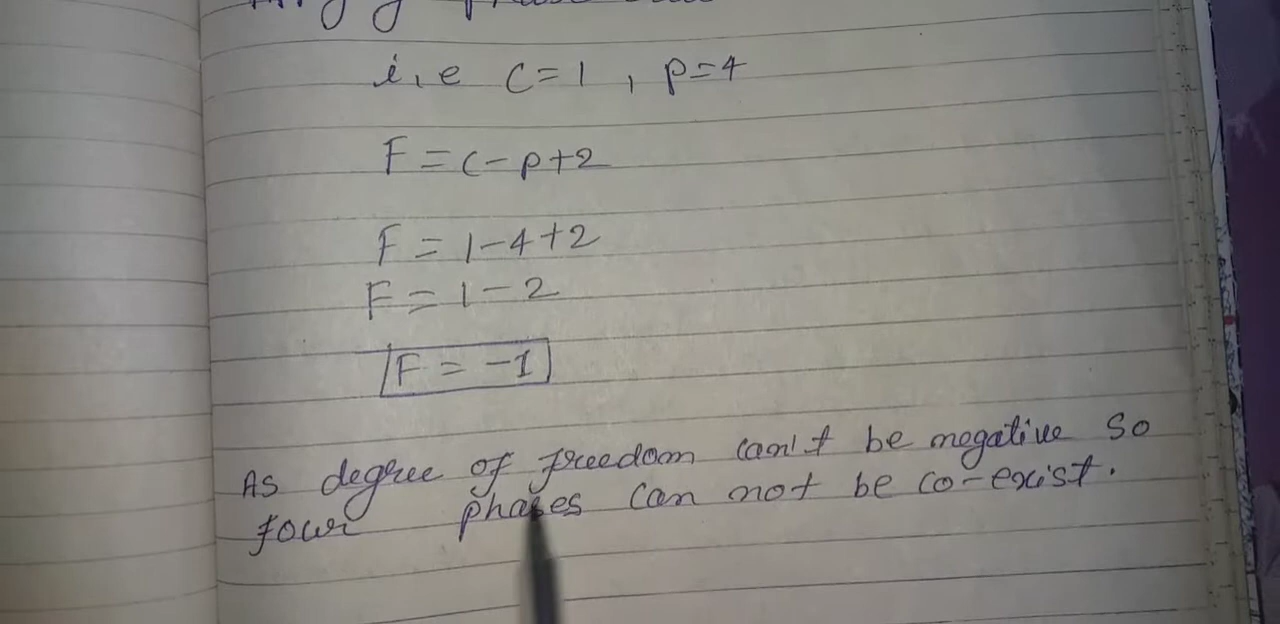 i,e C=1 , P=4
F = C-P+2
F = 1-4+2
F = 1-2
F = -1
As degree of freedom can't be negative so
four phases can not be co-exist.